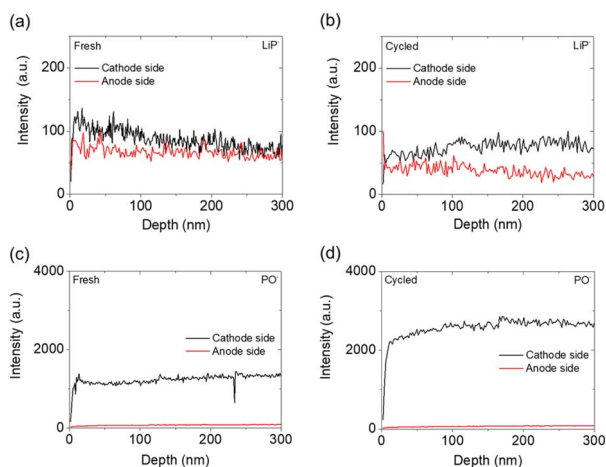 (a)
Fresh
LiP⁻
Cathode side
Anode side
Intensity (a.u.)
200
100
0
0
100
200
300
Depth (nm)
(b)
Cycled
LiP⁻
Cathode side
Anode side
Intensity (a.u.)
200
100
0
0
100
200
300
Depth (nm)
(c)
Fresh
PO⁻
Cathode side
Anode side
Intensity (a.u.)
4000
2000
0
0
100
200
300
Depth (nm)
(d)
Cycled
PO⁻
Cathode side
Anode side
Intensity (a.u.)
4000
2000
0
0
100
200
300
Depth (nm)